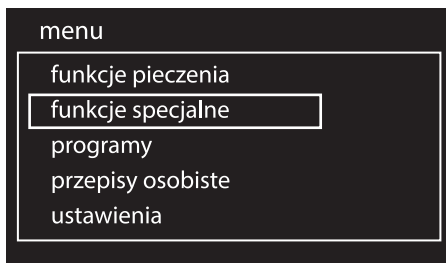 menu
funkcje pieczenia
funkcje specjalne
programy
przepisy osobiste
ustawienia